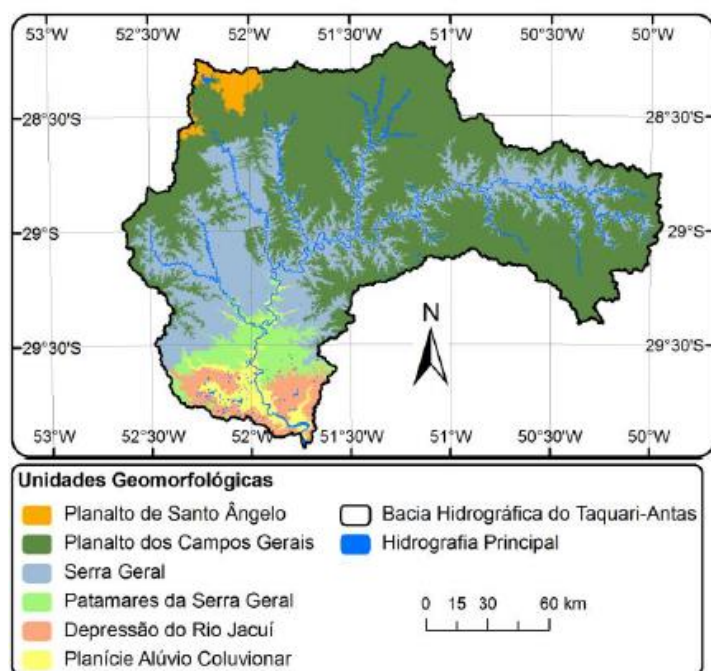 53°W 52°30'W 52°W 51°30'W 51°W 50°30'W 50°W
28°30'S 28°30'S
29°S 29°S
N
29°30'S 29°30'S
53°W 52°30'W 52°W 51°30'W 51°W 50°30'W 50°W
Unidades Geomorfológicas
Planalto de Santo Ângelo
Planalto dos Campos Gerais
Serra Geral
Patamares da Serra Geral
Depressão do Rio Jacuí
Planície Alúvio Coluvionar
Bacia Hidrográfica do Taquari-Antas
Hidrografia Principal
0 15 30 60 km